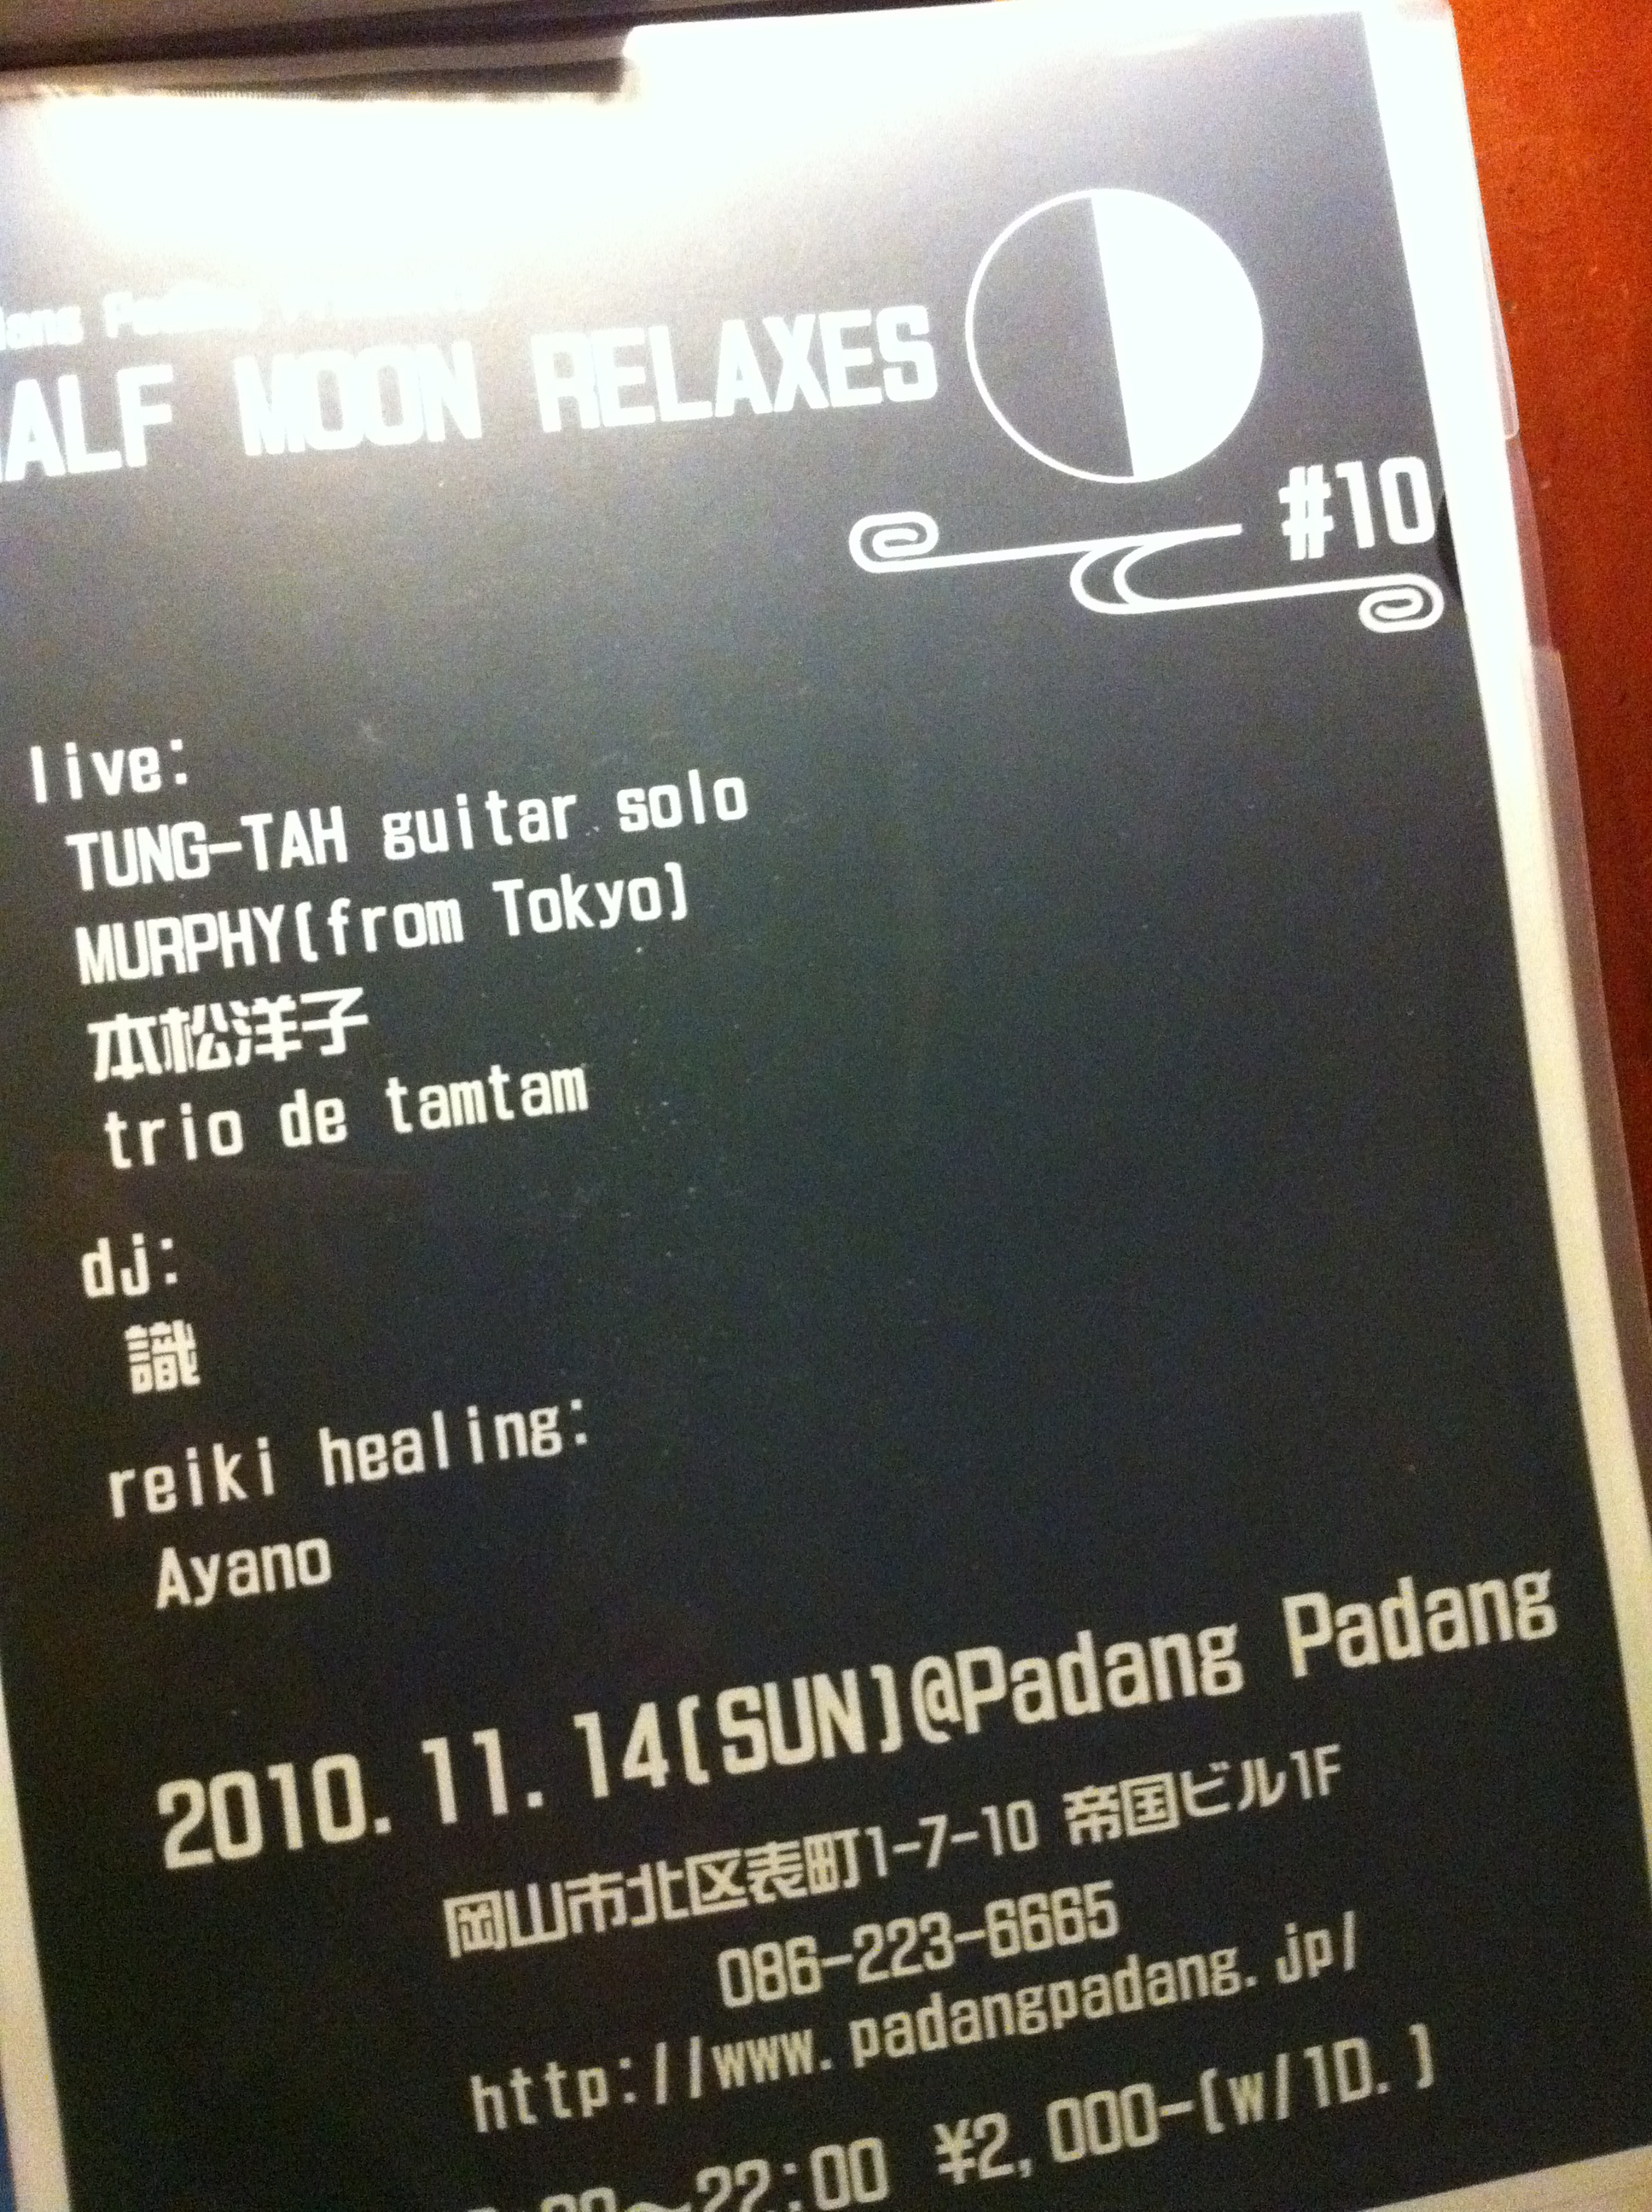 ALF MOON RELAXES
#10
live:
TUNG-TAH guitar solo
MURPHY(from Tokyo)
本松洋子
trio de tamtam
dj:
識
reiki healing:
Ayano
2010. 11. 14(SUN)@Padang Padang
岡山市北区表町1-7-10 帝国ビル1F
086-223-6665
http://www.padangpadang.jp/
~22:00 ¥2,000-(w/1D.)